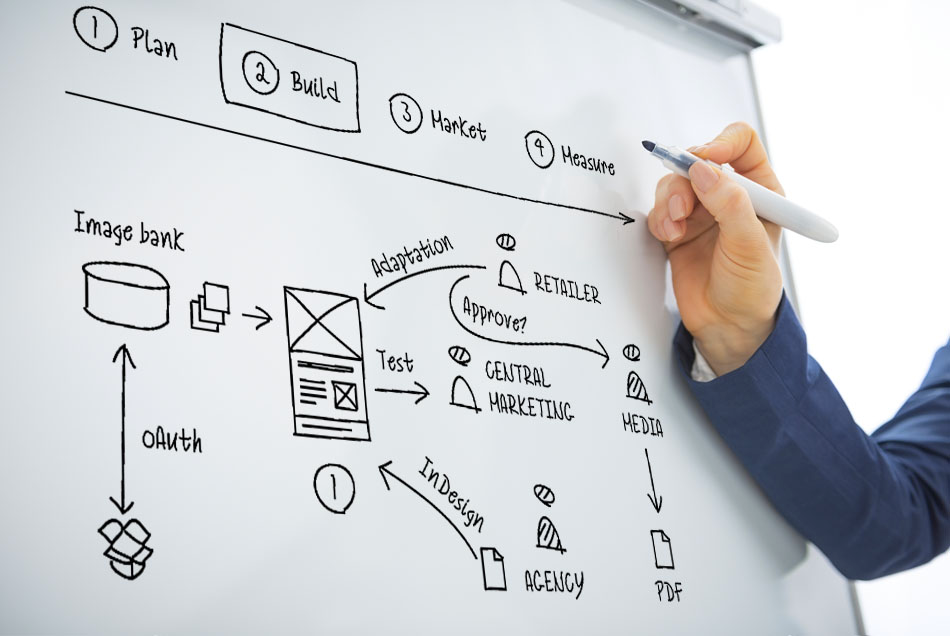 1 Plan
2 Build
3 Market
4 Measure
Image bank
Adaptation
RETAILER
Approve?
Test
CENTRAL
MARKETING
MEDIA
OAuth
1
InDesign
AGENCY
PDF